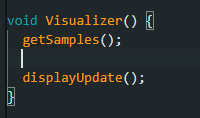 void Visualizer() {
getSamples();
displayUpdate();
}